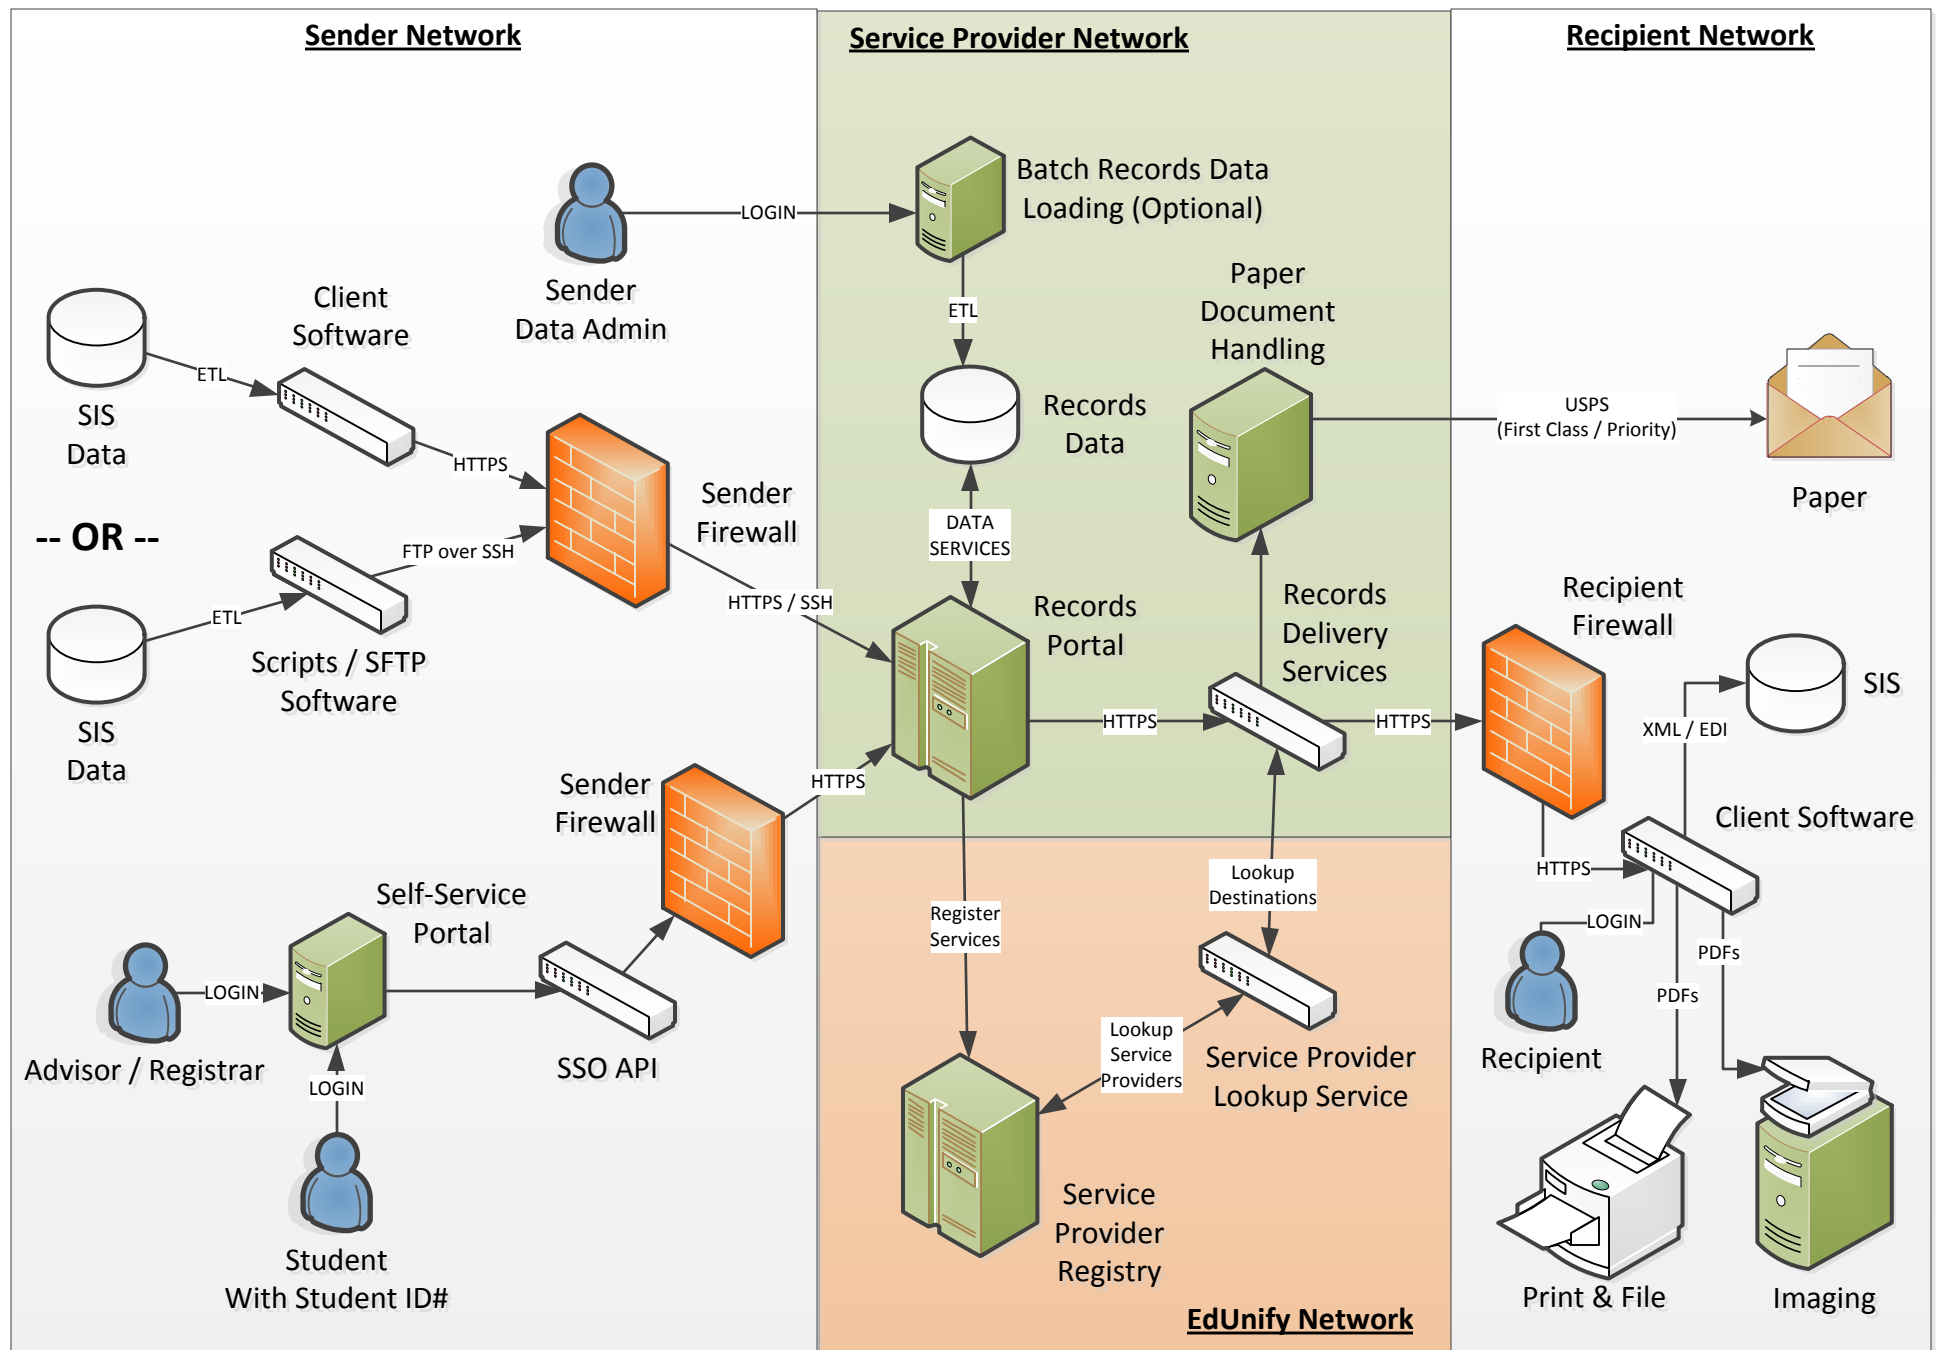 Sender Network
Service Provider Network
Recipient Network
Batch Records Data
Loading (Optional)
LOGIN
Sender
Data Admin
ETL
Client
Software
SIS
Data
ETL
HTTPS
-- OR --
FTP over SSH
ETL
SIS
Data
Scripts / SFTP
Software
Sender
Firewall
HTTPS / SSH
Sender
Firewall
HTTPS
Self-Service
Portal
LOGIN
Advisor / Registrar
LOGIN
SSO API
Student
With Student ID#
Records
Data
DATA
SERVICES
Records
Portal
Paper
Document
Handling
Records
Delivery
Services
HTTPS
HTTPS
USPS
(First Class / Priority)
Paper
Register
Services
Lookup
Destinations
Lookup
Service
Providers
Service Provider
Lookup Service
Service
Provider
Registry
EdUnify Network
Recipient
Firewall
SIS
XML / EDI
Client Software
HTTPS
LOGIN
Recipient
PDFs
PDFs
Print & File
Imaging